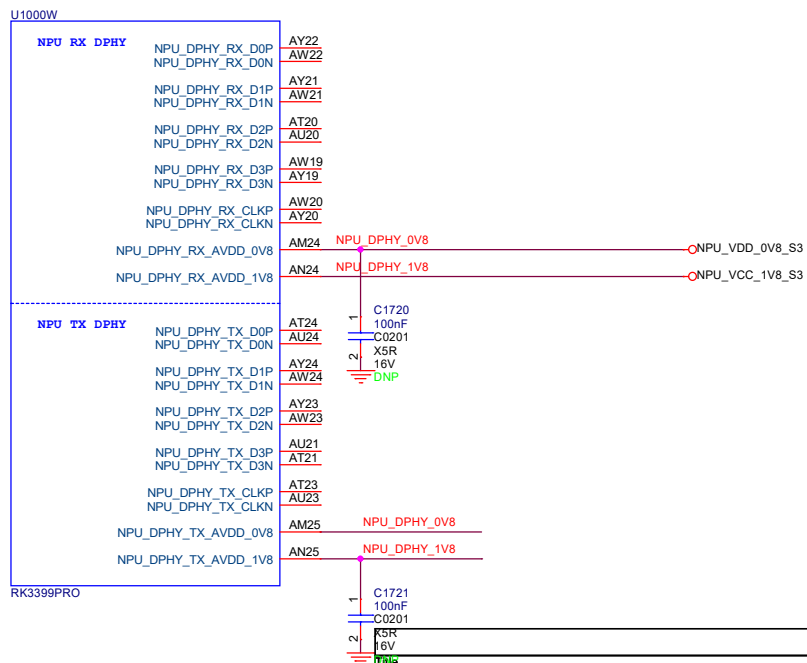 U1000W
NPU RX DPHY
NPU_DPHY_RX_D0P AY22
NPU_DPHY_RX_D0N AW22
NPU_DPHY_RX_D1P AY21
NPU_DPHY_RX_D1N AW21
NPU_DPHY_RX_D2P AT20
NPU_DPHY_RX_D2N AU20
NPU_DPHY_RX_D3P AW19
NPU_DPHY_RX_D3N AY19
NPU_DPHY_RX_CLKP AW20
NPU_DPHY_RX_CLKN AY20
NPU_DPHY_RX_AVDD_0V8 AM24 NPU_DPHY_0V8 NPU_VDD_0V8_S3
NPU_DPHY_RX_AVDD_1V8 AN24 NPU_DPHY_1V8 NPU_VCC_1V8_S3
1
2
C1720
100nF
C0201
X5R
16V
DNP
NPU TX DPHY
NPU_DPHY_TX_D0P AT24
NPU_DPHY_TX_D0N AU24
NPU_DPHY_TX_D1P AY24
NPU_DPHY_TX_D1N AW24
NPU_DPHY_TX_D2P AY23
NPU_DPHY_TX_D2N AW23
NPU_DPHY_TX_D3P AU21
NPU_DPHY_TX_D3N AT21
NPU_DPHY_TX_CLKP AT23
NPU_DPHY_TX_CLKN AU23
NPU_DPHY_TX_AVDD_0V8 AM25 NPU_DPHY_0V8
NPU_DPHY_TX_AVDD_1V8 AN25 NPU_DPHY_1V8
RK3399PRO
1
2
C1721
100nF
C0201
X5R
16V